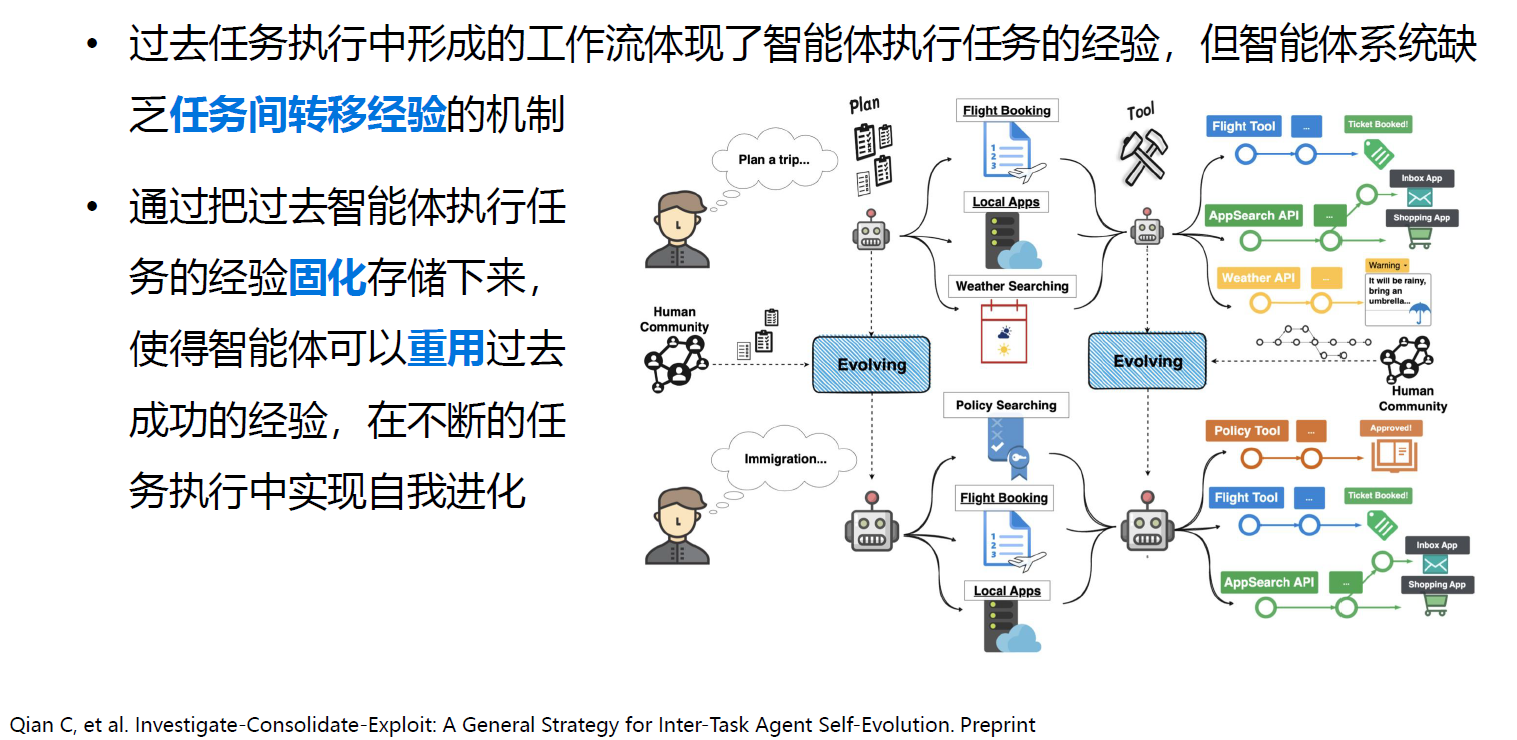 • 过去任务执行中形成的工作流体现了智能体执行任务的经验，但智能体系统缺
乏任务间转移经验的机制
• 通过把过去智能体执行任
务的经验固化存储下来，
使得智能体可以重用过去
成功的经验，在不断的任
务执行中实现自我进化
Plan
Tool
Plan a trip...
Flight Booking
Local Apps
Weather Searching
Flight Tool
...
Ticket Booked!
AppSearch API
...
Inbox App
Shopping App
Weather API
...
Warning -
It will be rainy,
bring an
umbrella...
Human
Community
Evolving
Evolving
Human
Community
Immigration...
Policy Searching
Flight Booking
Local Apps
Policy Tool
...
Approved!
Flight Tool
...
Ticket Booked!
AppSearch API
...
Inbox App
Shopping App
Qian C, et al. Investigate-Consolidate-Exploit: A General Strategy for Inter-Task Agent Self-Evolution. Preprint